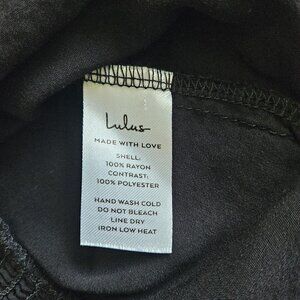 Lulus
MADE WITH LOVE
SHELL:
100% RAYON
CONTRAST:
100% POLYESTER
HAND WASH COLD
DO NOT BLEACH
LINE DRY
IRON LOW HEAT